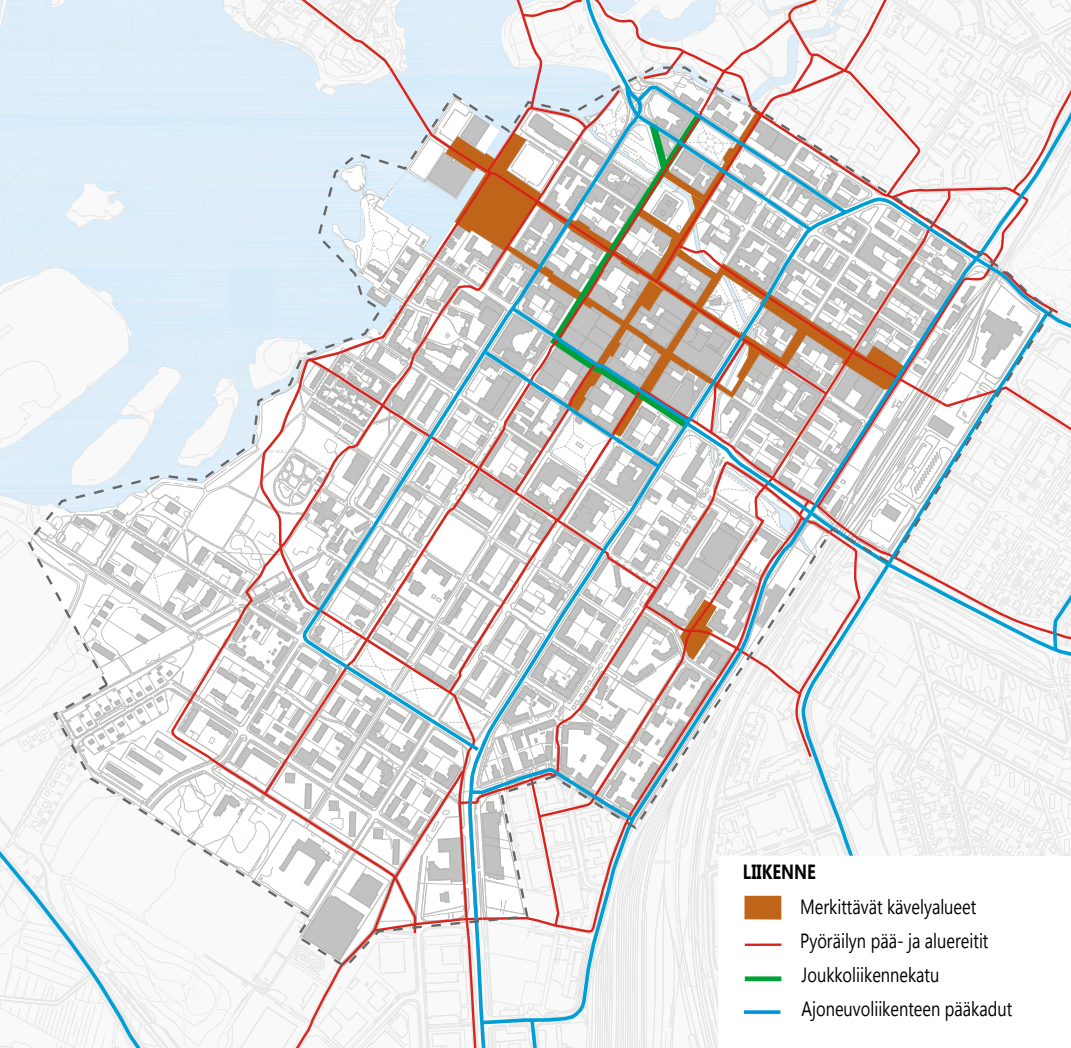 LIIKENNE
Merkittävät kävelyalueet
Pyöräilyn pää- ja aluereitit
Joukkoliikennekatu
Ajoneuvoliikenteen pääkadut